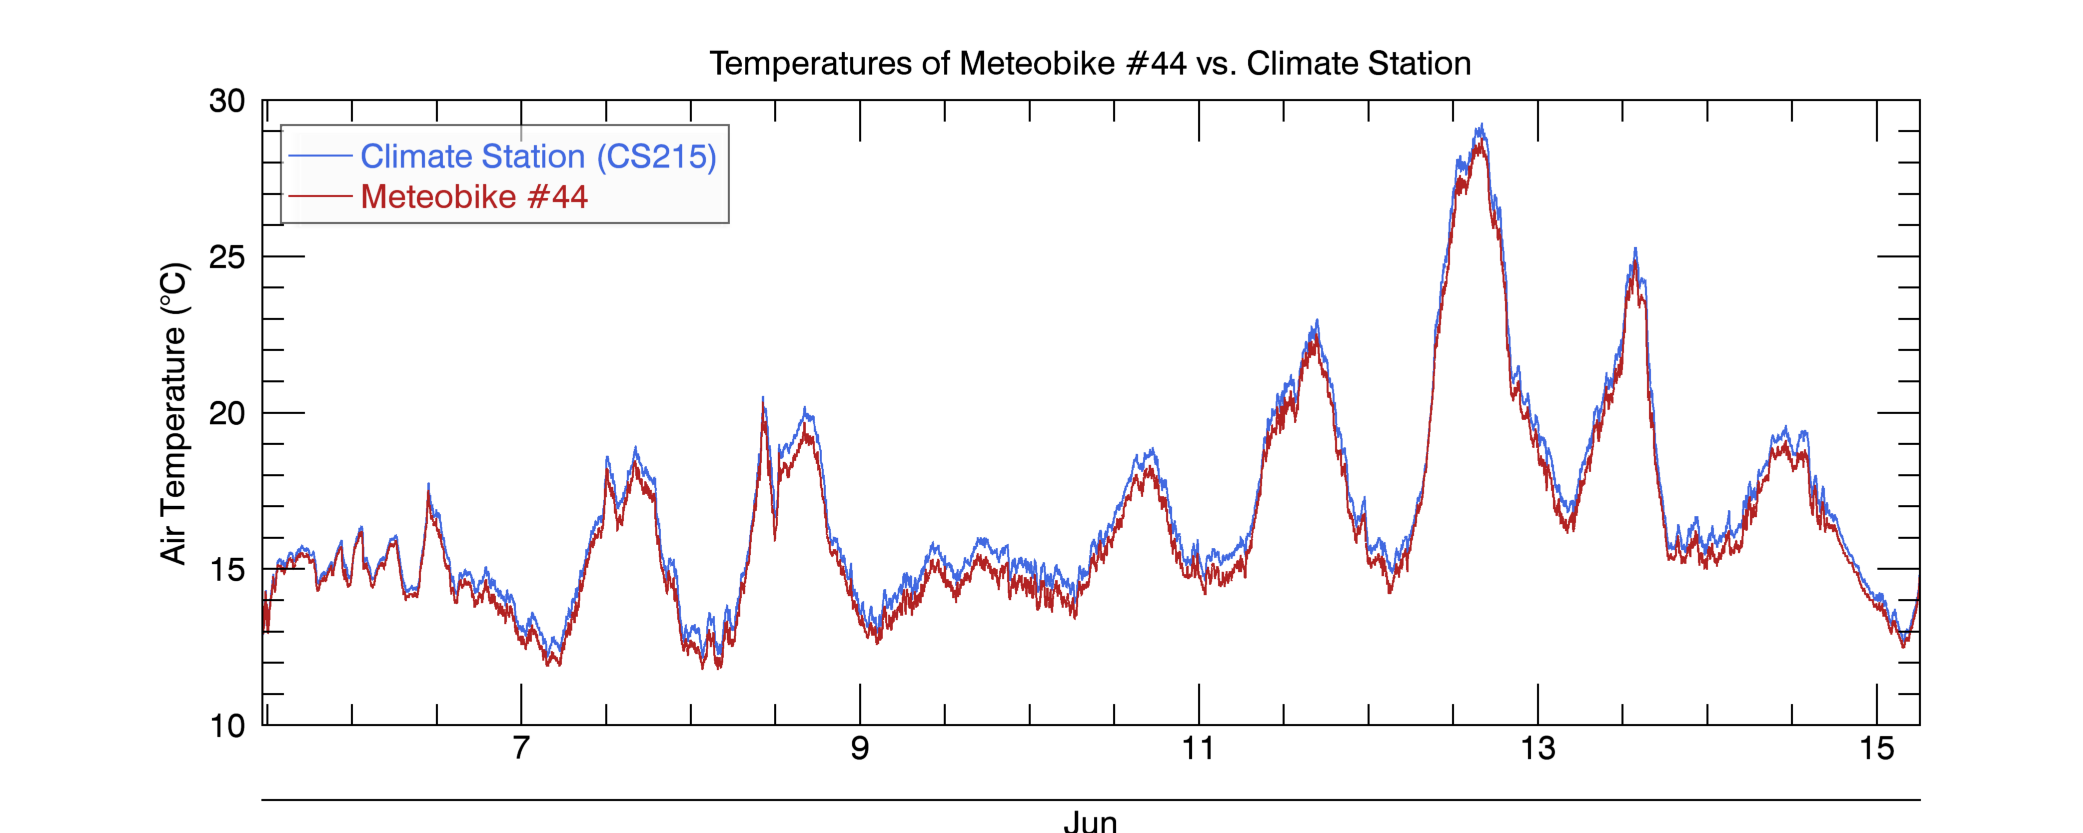 Temperatures of Meteobike #44 vs. Climate Station
30
25
20
15
10
Air Temperature (°C)
Climate Station (CS215)
Meteobike #44
7 9 11 13 15
Jun